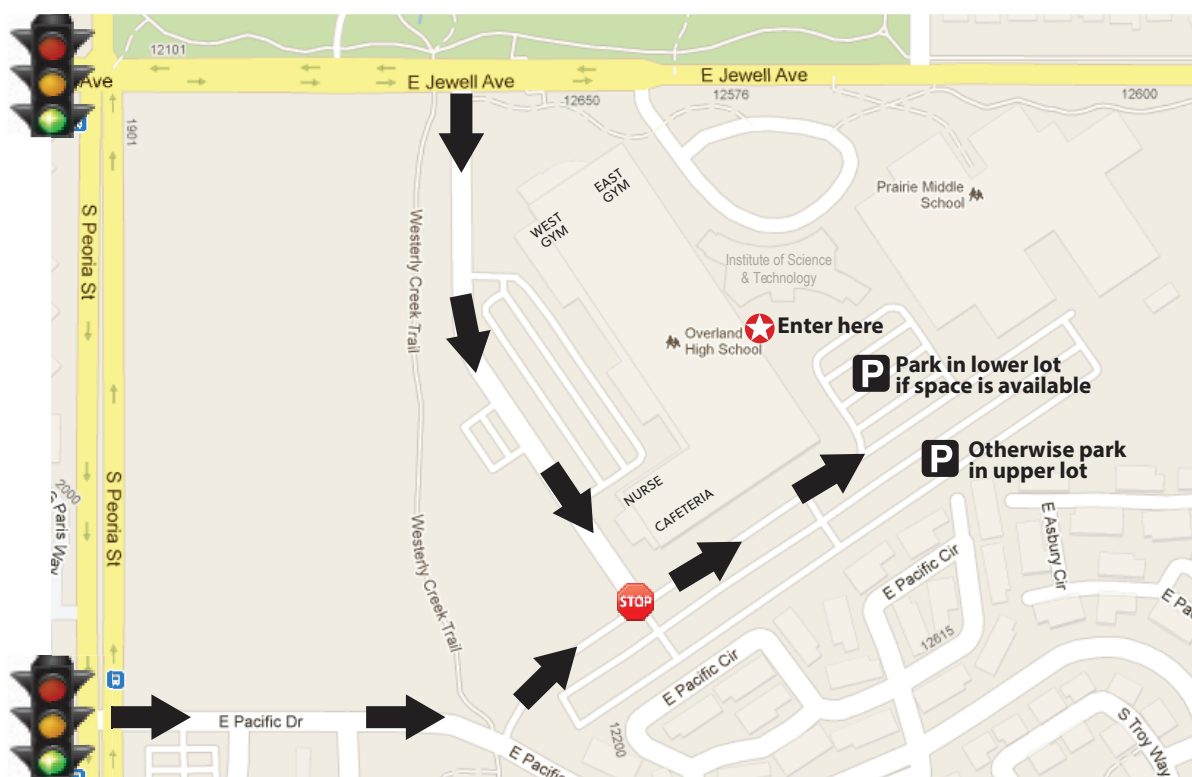 12101
Ave
E Jewell Ave
E Jewell Ave
12650
12576
12600
1901
S Peoria St
Westerly Creek Trail
EAST
GYM
WEST
GYM
Prairie Middle
School
Institute of Science
& Technology
Enter here
Overland
High School
P
Park in lower lot
if space is available
P
Otherwise park
in upper lot
2000
S Peoria St
Paris Way
NURSE
CAFETERIA
Westerly Creek Trail
STOP
E Pacific Cir
E Asbury Cir
12615
E Pacific Cir
E Pacific Dr
12200
E Pacific
S Troy Way